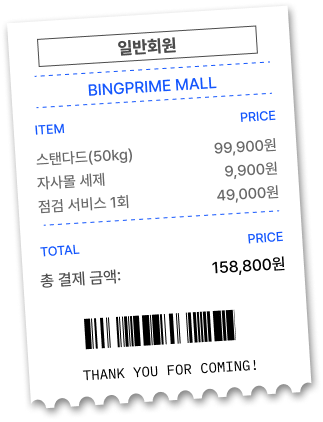 일반회원
BINGPRIME MALL
ITEM PRICE
스탠다드(50kg) 99,900원
자사몰 세제 9,900원
점검 서비스 1회 49,000원
TOTAL PRICE
총 결제 금액: 158,800원
THANK YOU FOR COMING!